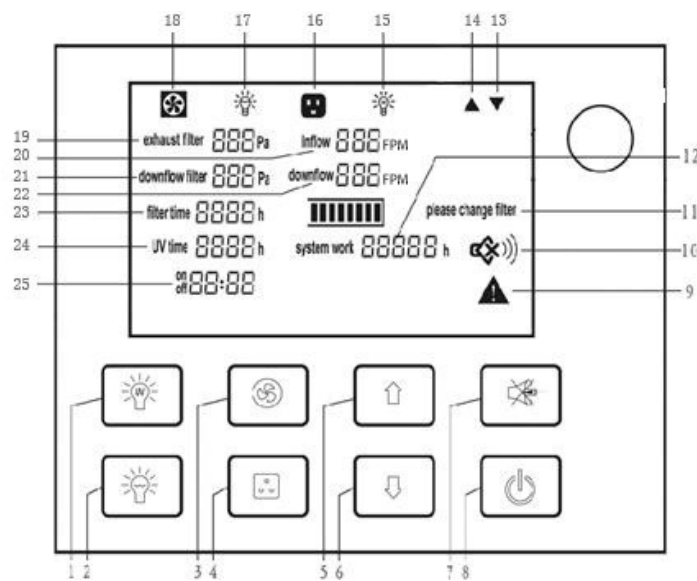 18 17 16 15 14 13
19 exhaust filter 888 Pa inflow 888 FPM
20
21 downflow filter 888 Pa downflow 888 FPM 12
22
23 filter time 8888 h please change filter 11
24 UV time 8888 h system work 88888 h 10
25 on off 88:88 9
UV
1 2 3 4 5 6 7 8